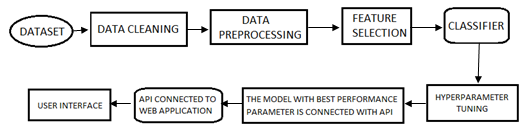 DATASET
DATA CLEANING
DATA
PREPROCESSING
FEATURE
SELECTION
CLASSIFIER
HYPERPARAMETER
TUNING
THE MODEL WITH BEST PERFORMANCE
PARAMETER IS CONNECTED WITH API
API CONNECTED TO
WEB APPLICATION
USER INTERFACE